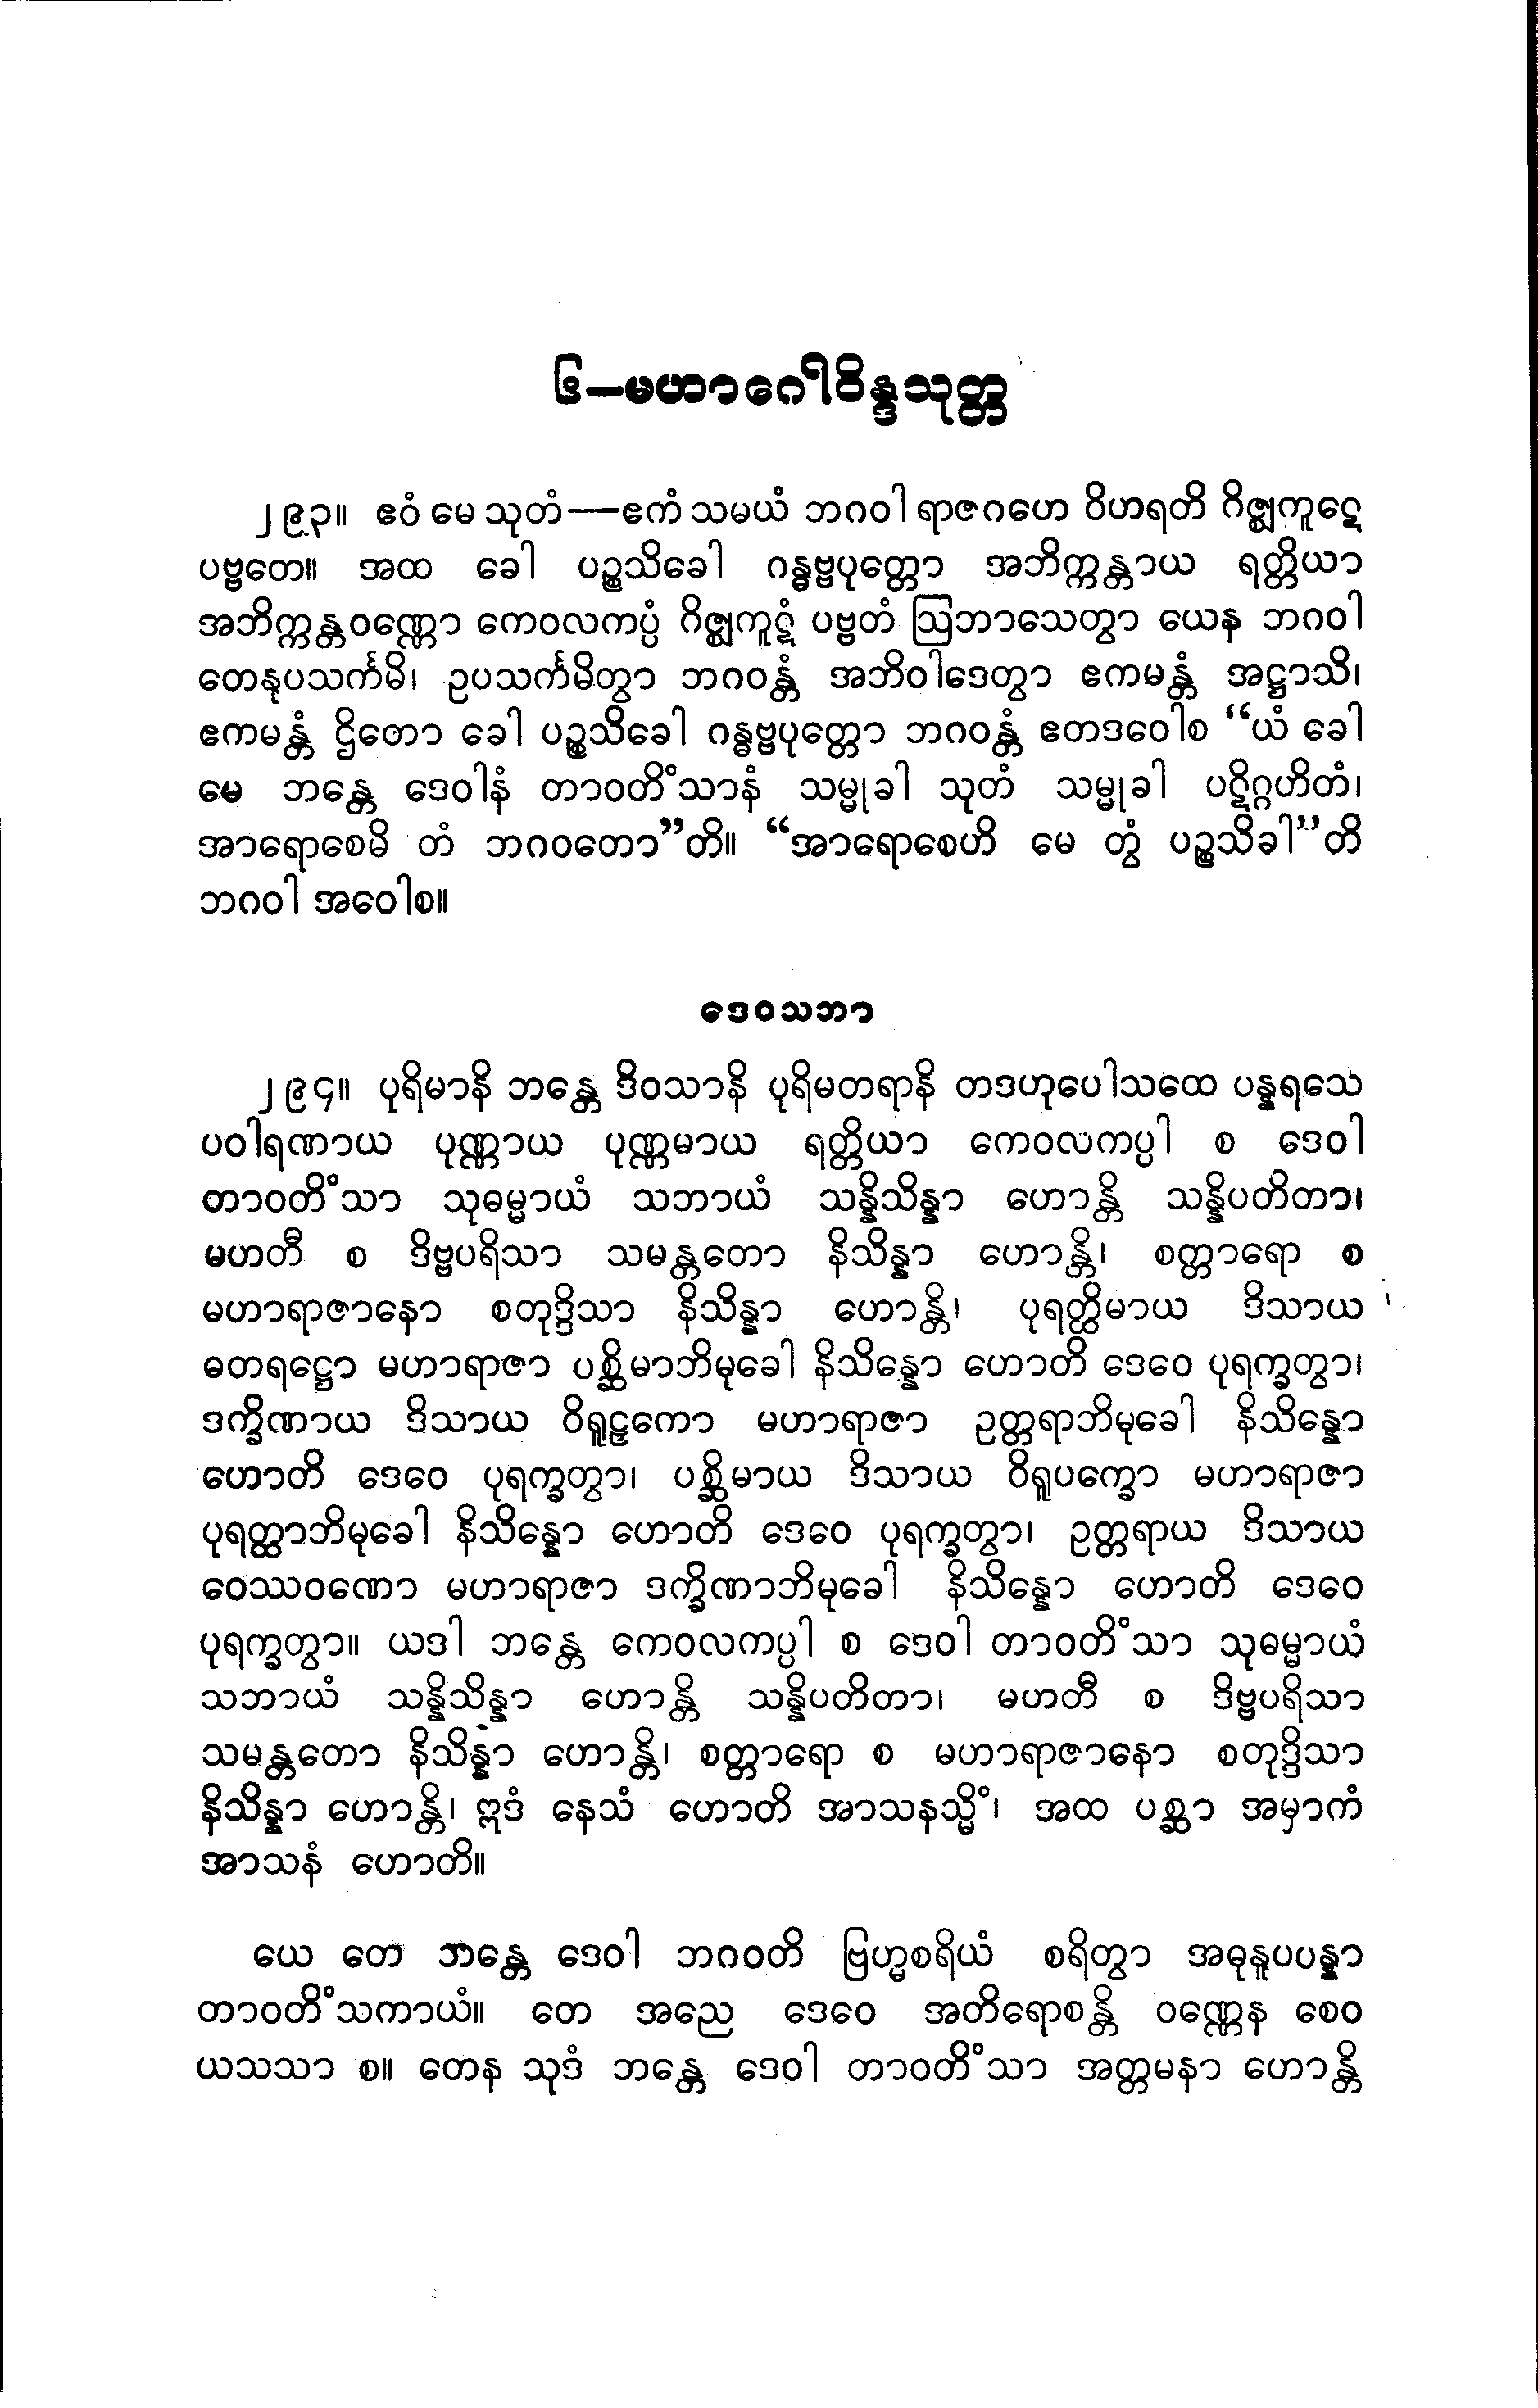 ၆–မဟာဂေါဝိန္ဒသုတ္တ
၂၉၃။ ဧဝံ မေ သုတံ—ဧကံ သမယံ ဘဂဝါ ရာဇဂဟေ ဝိဟရတိ ဂိဇ္ဈကူဋေ
ပဗ္ဗတေ။ အထ ခေါ ပဉ္စသိခေါ ဂန္ဓဗ္ဗပုတ္တော အဘိက္ကန္တာယ ရတ္တိယာ
အဘိက္ကန္တဝဏ္ဏော ကေဝလကပ္ပံ ဂိဇ္ဈကူဋံ ပဗ္ဗတံ ဩဘာသေတွာ ယေန ဘဂဝါ
တေနုပသင်္ကမိ၊ ဥပသင်္ကမိတွာ ဘဂဝန္တံ အဘိဝါဒေတွာ ဧကမန္တံ အဋ္ဌာသိ၊
ဧကမန္တံ ဌိတော ခေါ ပဉ္စသိခေါ ဂန္ဓဗ္ဗပုတ္တော ဘဂဝန္တံ ဧတဒဝေါစ “ယံ ခေါ
မေ ဘန္တေ ဒေဝါနံ တာဝတိံသာနံ သမ္မုခါ သုတံ သမ္မုခါ ပဋိဂ္ဂဟိတံ၊
အာရောစေမိ တံ ဘဂဝတော”တိ။ “အာရောစေဟိ မေ တွံ ပဉ္စသိခါ”တိ
ဘဂဝါ အဝေါစ။
ဒေဝသဘာ
၂၉၄။ ပုရိမာနိ ဘန္တေ ဒိဝသာနိ ပုရိမတရာနိ တဒဟုပေါသထေ ပန္နရသေ
ပဝါရဏာယ ပုဏ္ဏာယ ပုဏ္ဏမာယ ရတ္တိယာ ကေဝလကပ္ပါ စ ဒေဝါ
တာဝတိံသာ သုဓမ္မာယံ သဘာယံ သန္နိသိန္နာ ဟောန္တိ သန္နိပတိတာ၊
မဟတီ စ ဒိဗ္ဗပရိသာ သမန္တတော နိသိန္နာ ဟောန္တိ၊ စတ္တာရော စ
မဟာရာဇာနော စတုဒ္ဒိသာ နိသိန္နာ ဟောန္တိ၊ ပုရတ္ထိမာယ ဒိသာယ
ဓတရဋ္ဌော မဟာရာဇာ ပစ္ဆိမာဘိမုခေါ နိသိန္နော ဟောတိ ဒေဝေ ပုရက္ခတွာ၊
ဒက္ခိဏာယ ဒိသာယ ဝိရူဠှကော မဟာရာဇာ ဥတ္တရာဘိမုခေါ နိသိန္နော
ဟောတိ ဒေဝေ ပုရက္ခတွာ၊ ပစ္ဆိမာယ ဒိသာယ ဝိရူပက္ခော မဟာရာဇာ
ပုရတ္ထာဘိမုခေါ နိသိန္နော ဟောတိ ဒေဝေ ပုရက္ခတွာ၊ ဥတ္တရာယ ဒိသာယ
ဝေဿဝဏော မဟာရာဇာ ဒက္ခိဏာဘိမုခေါ နိသိန္နော ဟောတိ ဒေဝေ
ပုရက္ခတွာ။ ယဒါ ဘန္တေ ကေဝလကပ္ပါ စ ဒေဝါ တာဝတိံသာ သုဓမ္မာယံ
သဘာယံ သန္နိသိန္နာ ဟောန္တိ သန္နိပတိတာ၊ မဟတီ စ ဒိဗ္ဗပရိသာ
သမန္တတော နိသိန္နာ ဟောန္တိ၊ စတ္တာရော စ မဟာရာဇာနော စတုဒ္ဒိသာ
နိသိန္နာ ဟောန္တိ၊ ဣဒံ နေသံ ဟောတိ အာသနသ္မိံ၊ အထ ပစ္ဆာ အမှာကံ
အာသနံ ဟောတိ။
ယေ တေ ဘန္တေ ဒေဝါ ဘဂဝတိ ဗြဟ္မစရိယံ စရိတွာ အဓုနူပပန္နာ
တာဝတိံသကာယံ။ တေ အညေ ဒေဝေ အတိရောစန္တိ ဝဏ္ဏေန စေဝ
ယသသာ စ။ တေန သုဒံ ဘန္တေ ဒေဝါ တာဝတိံသာ အတ္တမနာ ဟောန္တိ